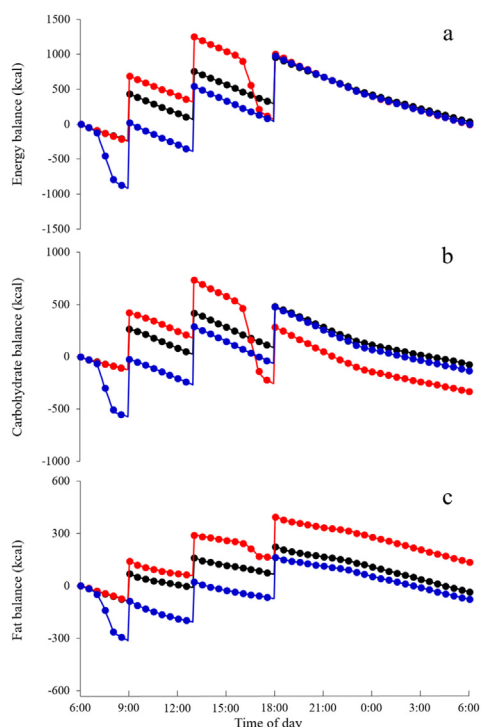 a
1500
1000
500
0
-500
-1000
-1500
Energy balance (kcal)
b
1000
500
0
-500
-1000
Carbohydrate balance (kcal)
c
600
300
0
-300
-600
Fat balance (kcal)
6:00 9:00 13:00 15:00 18:00 21:00 0:00 3:00 6:00
Time of day